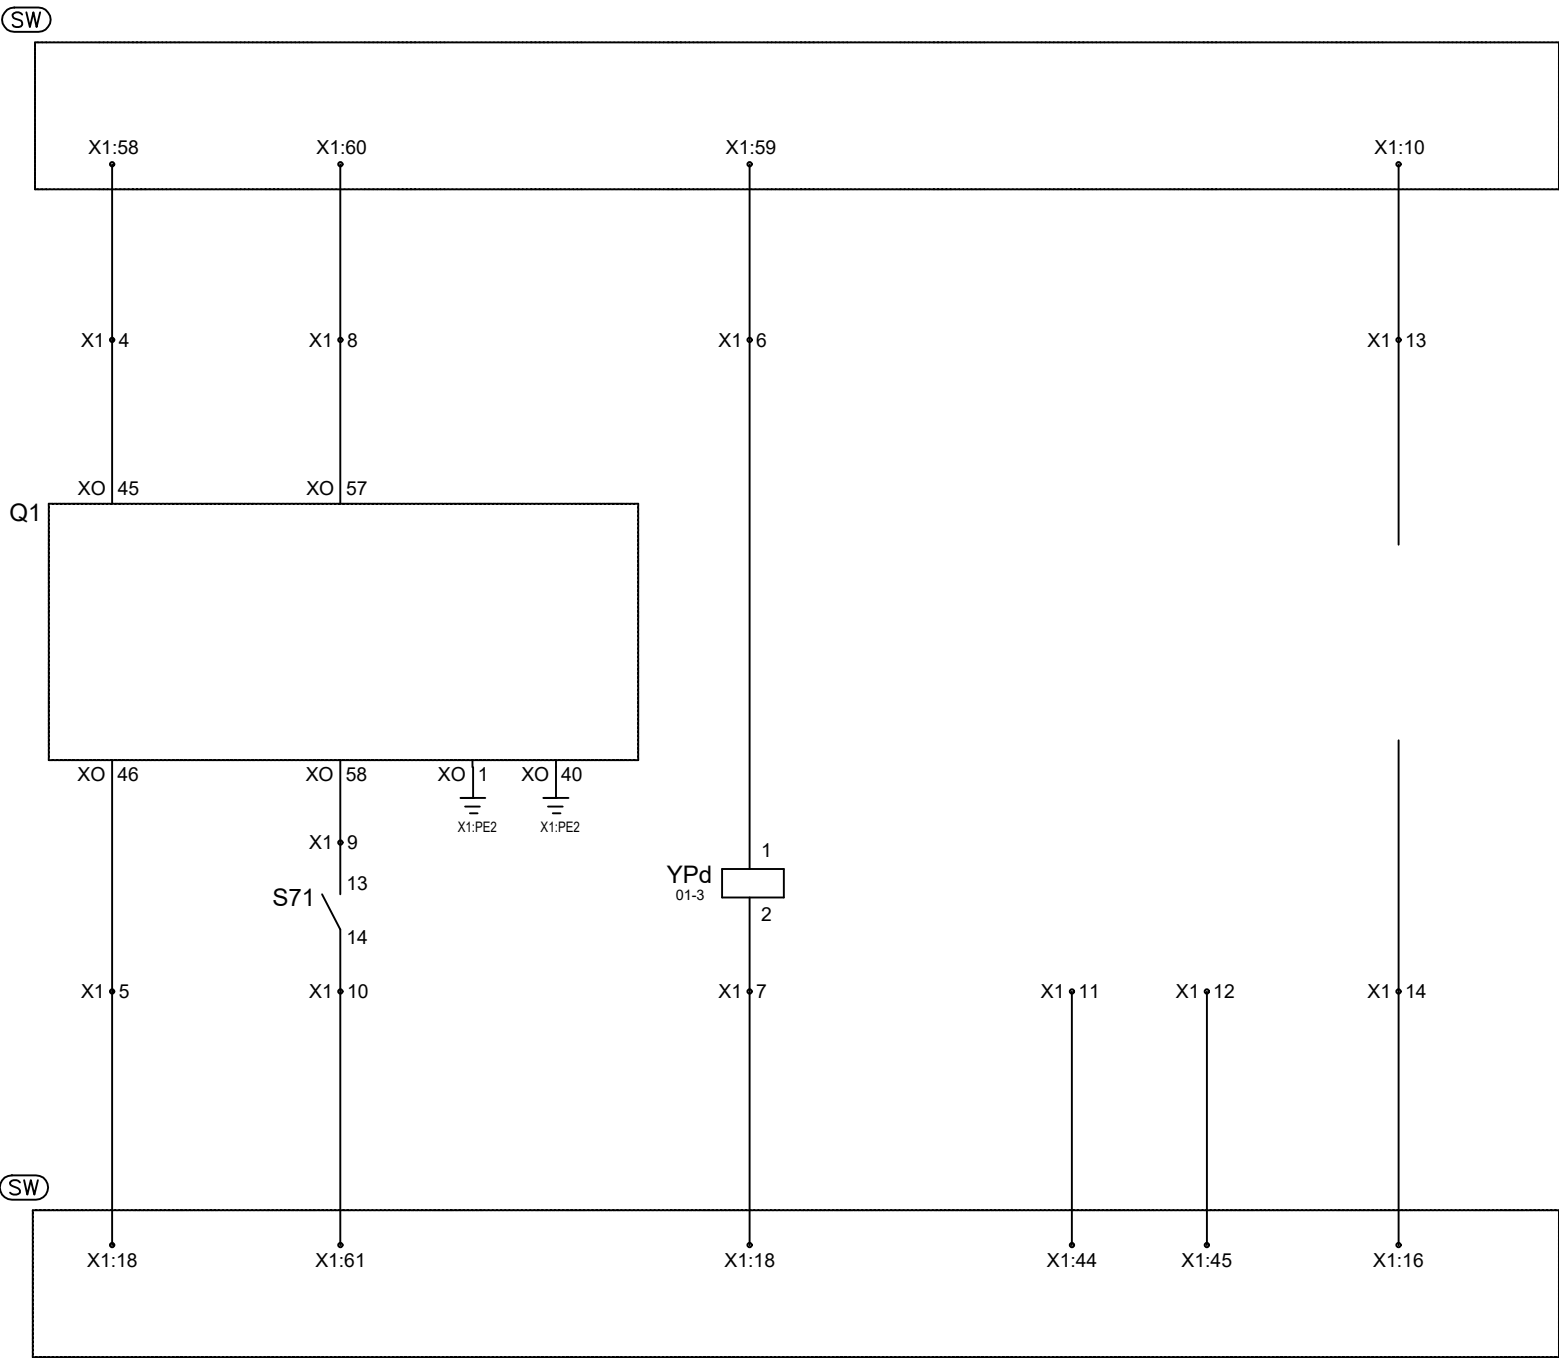 SW
X1:58 X1:60 X1:59 X1:10
X1 4 X1 8 X1 6 X1 13
XO 45 XO 57
Q1
XO 46 XO 58 XO 1 XO 40
X1:PE2 X1:PE2
X1 9
1
YPd
01-3
13
S71
2
14
X1 5 X1 10 X1 7 X1 11 X1 12 X1 14
SW
X1:18 X1:61 X1:18 X1:44 X1:45 X1:16